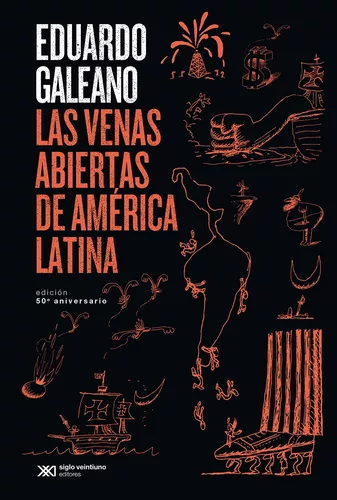 EDUARDO
GALEANO
LAS VENAS
ABIERTAS
DE AMÉRICA
LATINA
edición
50º aniversario
siglo veintiuno
editores